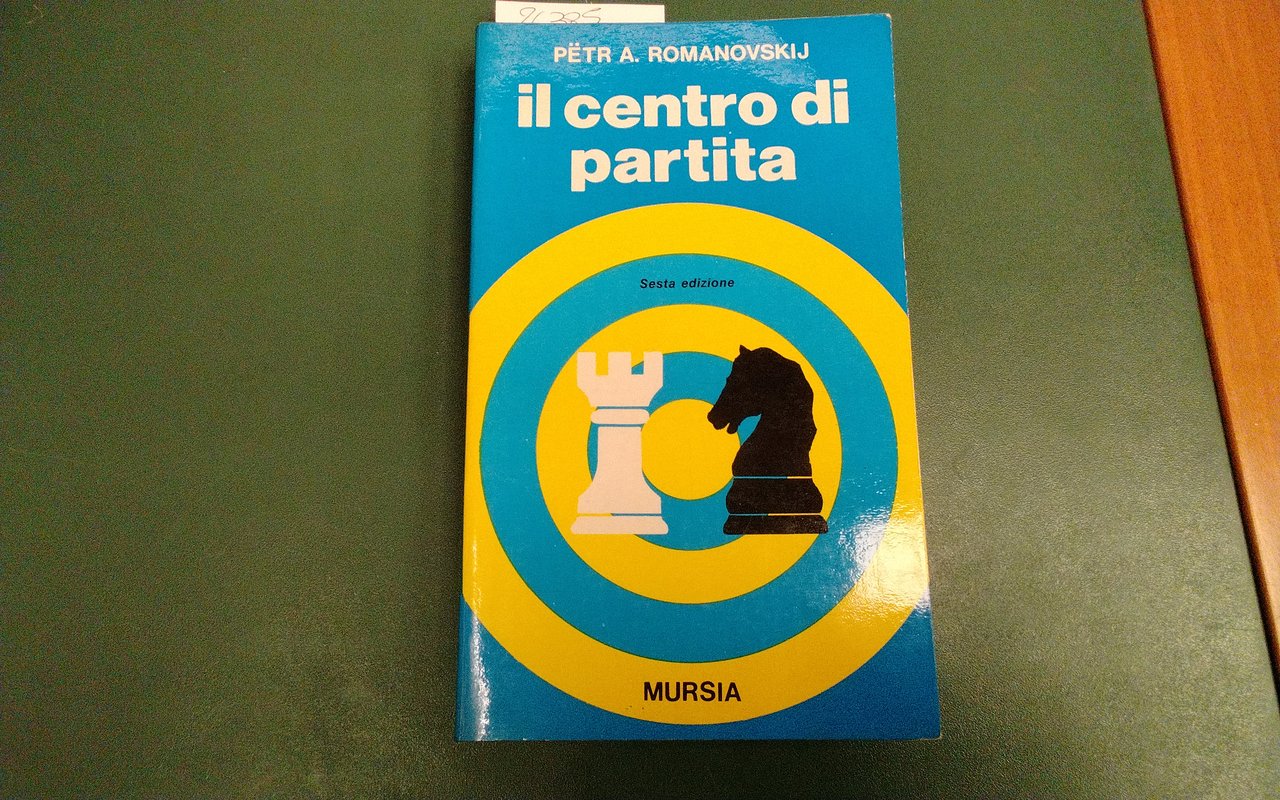 PËTR A. ROMANOVSKIJ
il centro di
partita
Sesta edizione
MURSIA